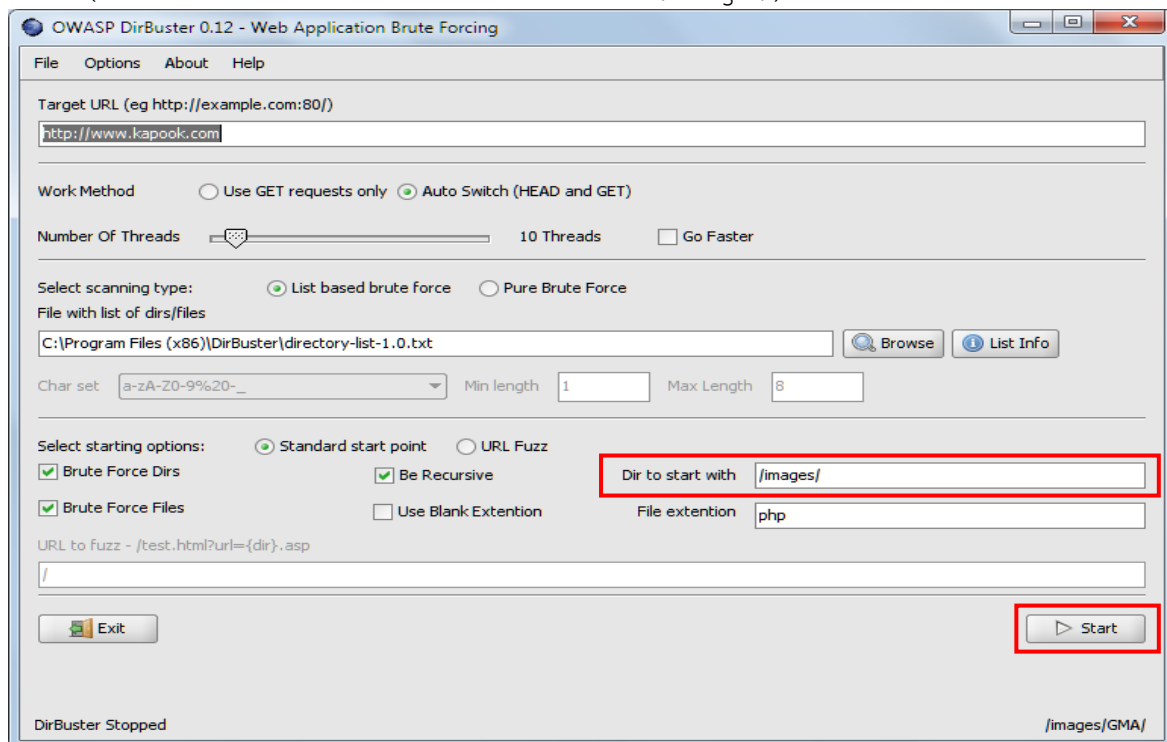 OWASP DirBuster 0.12 - Web Application Brute Forcing
File Options About Help
Target URL (eg http://example.com:80/)
http://www.kapook.com
Work Method Use GET requests only Auto Switch (HEAD and GET)
Number Of Threads 10 Threads Go Faster
Select scanning type: List based brute force Pure Brute Force
File with list of dirs/files
C:\Program Files (x86)\DirBuster\directory-list-1.0.txt Browse List Info
Char set a-zA-Z0-9%20-_ Min length 1 Max Length 8
Select starting options: Standard start point URL Fuzz
Brute Force Dirs Be Recursive Dir to start with /images/
Brute Force Files Use Blank Extention File extention php
URL to fuzz - /test.html?url={dir}.asp
/
Exit Start
DirBuster Stopped /images/GMA/